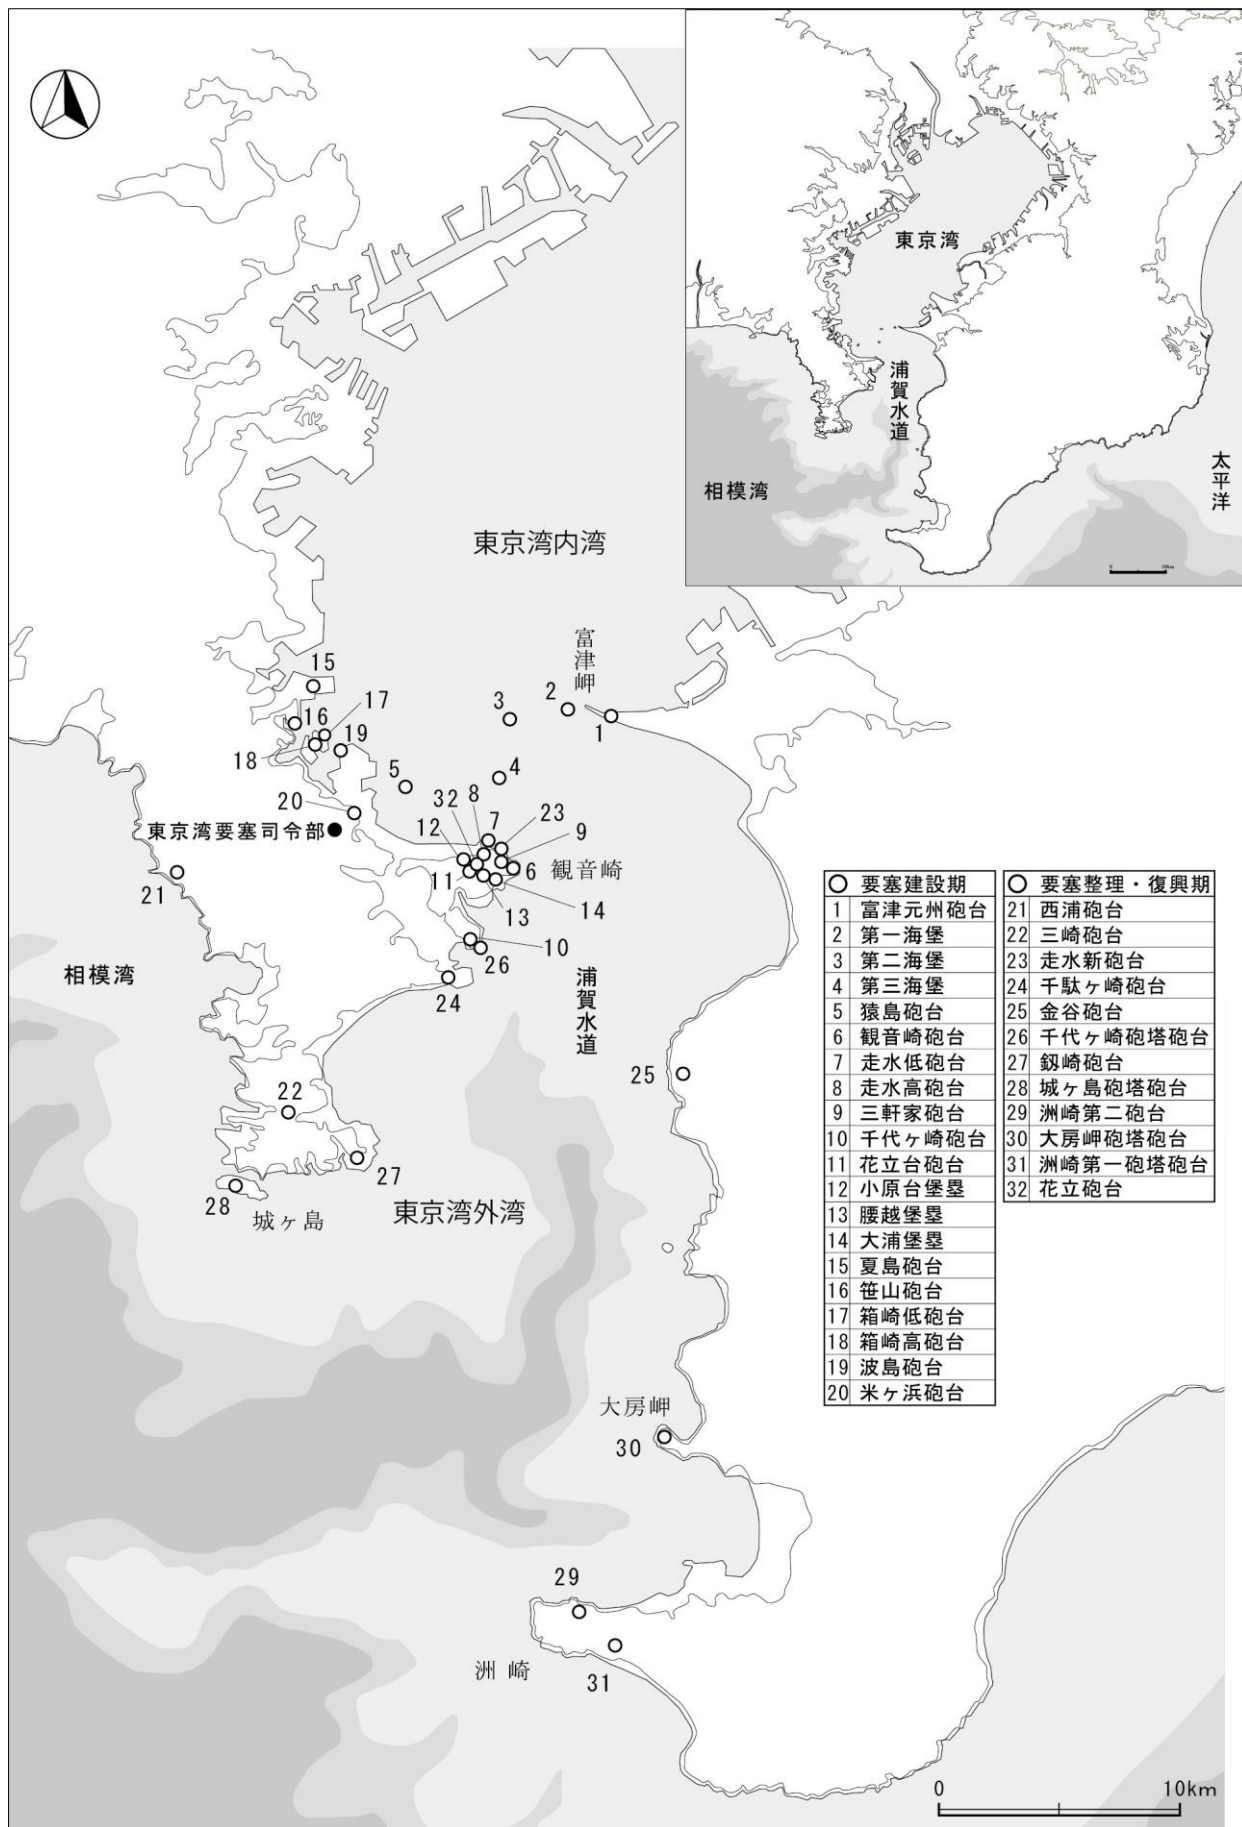 東京湾
浦賀水道
相模湾
太平洋
0 10km
東京湾内湾
富津岬
15
17
16
3
2
1
18
19
5
4
8
32
23
20
7
9
東京湾要塞司令部
12
6
観音崎
21
11
13
14
10
26
相模湾
24
浦賀水道
25
22
27
28
城ヶ島
東京湾外湾
大房岬
30
29
洲崎
31
0 10km
○ 要塞建設期
1 富津元州砲台
2 第一海堡
3 第二海堡
4 第三海堡
5 猿島砲台
6 観音崎砲台
7 走水低砲台
8 走水高砲台
9 三軒家砲台
10 千代ヶ崎砲台
11 花立台砲台
12 小原台堡塁
13 腰越堡塁
14 大浦堡塁
15 夏島砲台
16 笹山砲台
17 箱崎低砲台
18 箱崎高砲台
19 波島砲台
20 米ヶ浜砲台
○ 要塞整理・復興期
21 西浦砲台
22 三崎砲台
23 走水新砲台
24 千駄ヶ崎砲台
25 金谷砲台
26 千代ヶ崎砲塔砲台
27 剱崎砲台
28 城ヶ島砲塔砲台
29 洲崎第二砲台
30 大房岬砲塔砲台
31 洲崎第一砲塔砲台
32 花立砲台